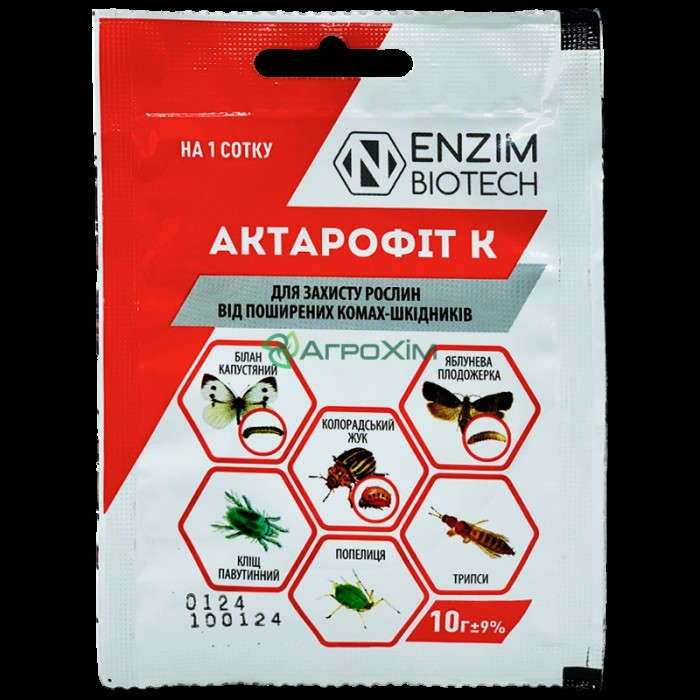 НА 1 СОТКУ
N ENZIM
BIOTECH
АКТАРОФІТ К
ДЛЯ ЗАХИСТУ РОСЛИН
ВІД ПОШИРЕНИХ КОМАХ-ШКІДНИКІВ
АгроХім
БІЛАН
КАПУСТЯНИЙ
ЯБЛУНЕВА
ПЛОДОЖЕРКА
КОЛОРАДСЬКИЙ
ЖУК
КЛІЩ
ПАВУТИННИЙ
ПОПЕЛИЦЯ
ТРИПСИ
0124
100124
10г±9%